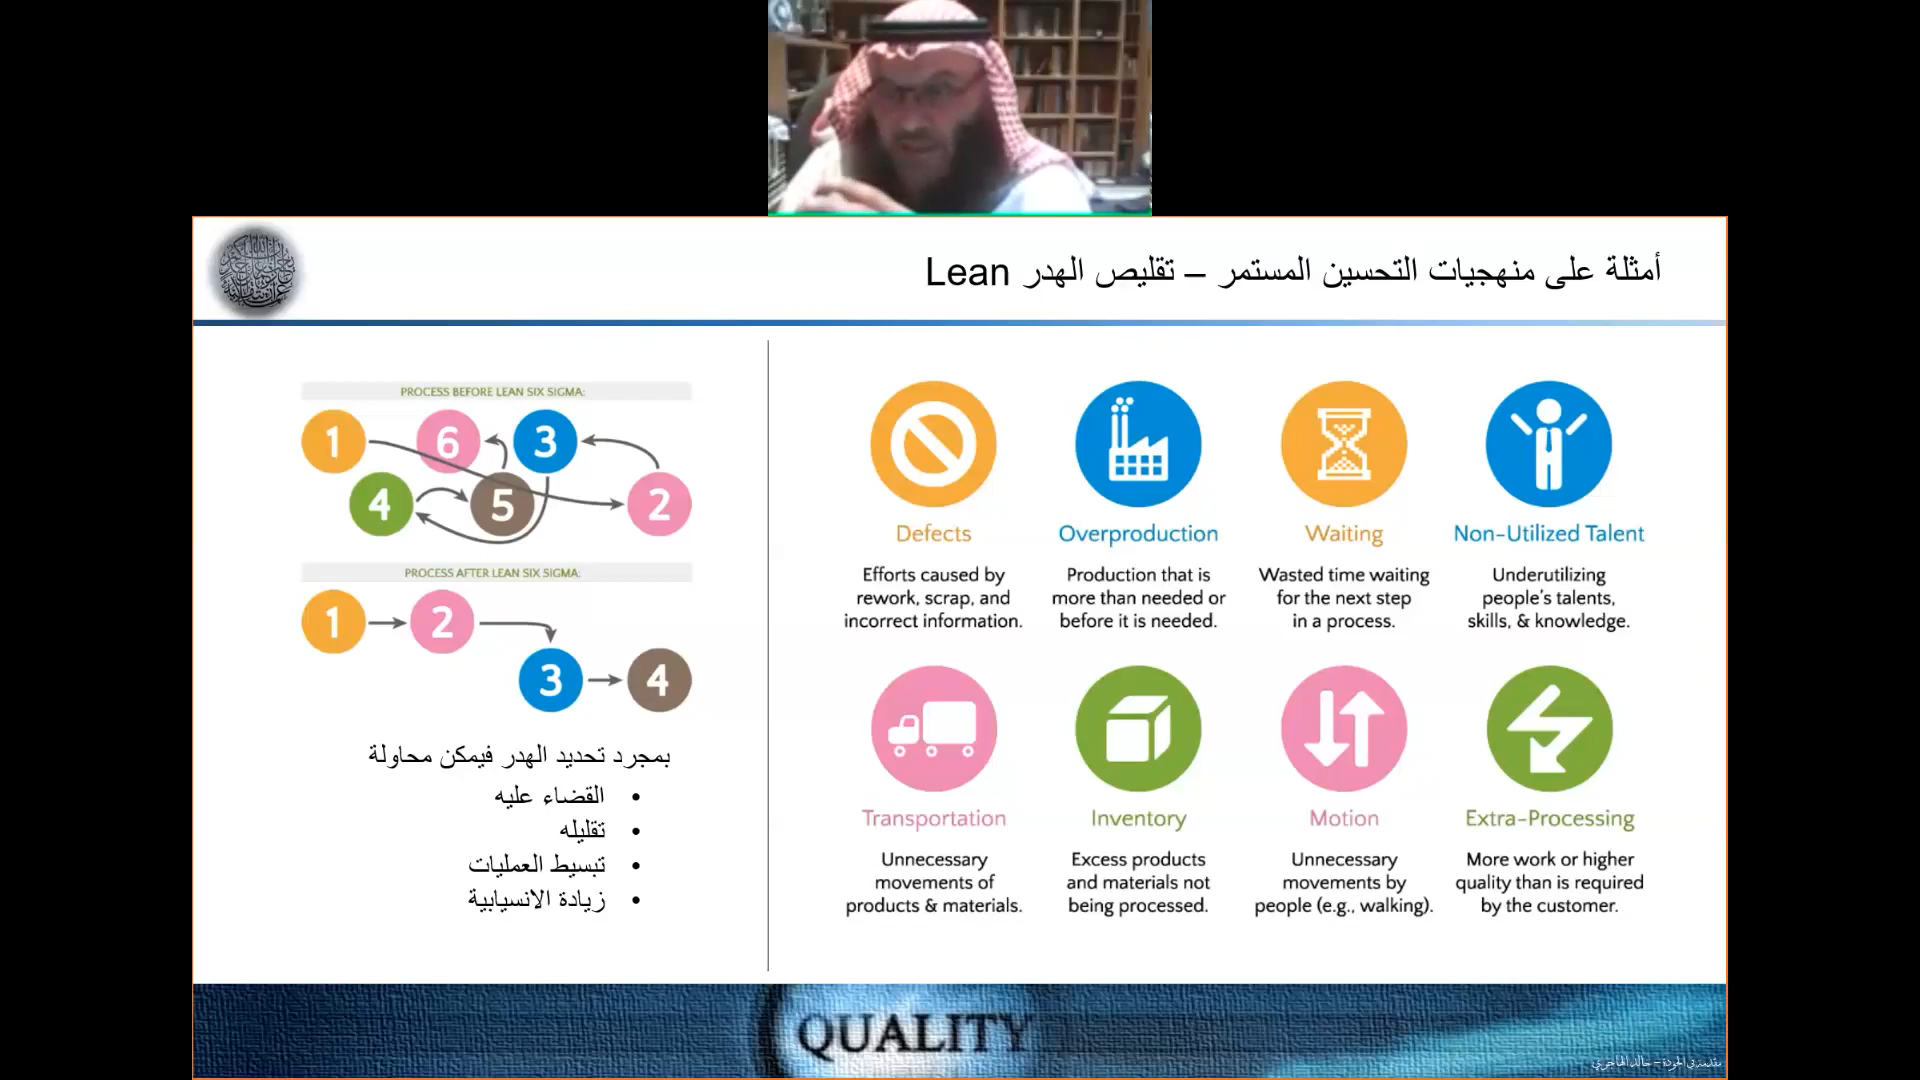 أمثلة على منهجيات التحسين المستمر – تقليص الهدر Lean
PROCESS BEFORE LEAN SIX SIGMA:
1
6
3
4
5
2
PROCESS AFTER LEAN SIX SIGMA:
1
2
3
4
بمجرد تحديد الهدر فيمكن محاولة
• القضاء عليه
• تقليله
• تبسيط العمليات
• زيادة الانسيابية
Defects
Efforts caused by
rework, scrap, and
incorrect information.
Overproduction
Production that is
more than needed or
before it is needed.
Waiting
Wasted time waiting
for the next step
in a process.
Non-Utilized Talent
Underutilizing
people's talents,
skills, & knowledge.
Transportation
Unnecessary
movements of
products & materials.
Inventory
Excess products
and materials not
being processed.
Motion
Unnecessary
movements by
people (e.g., walking).
Extra-Processing
More work or higher
quality than is required
by the customer.
QUALITY
مقدمة في الجودة – خالد الهاجري